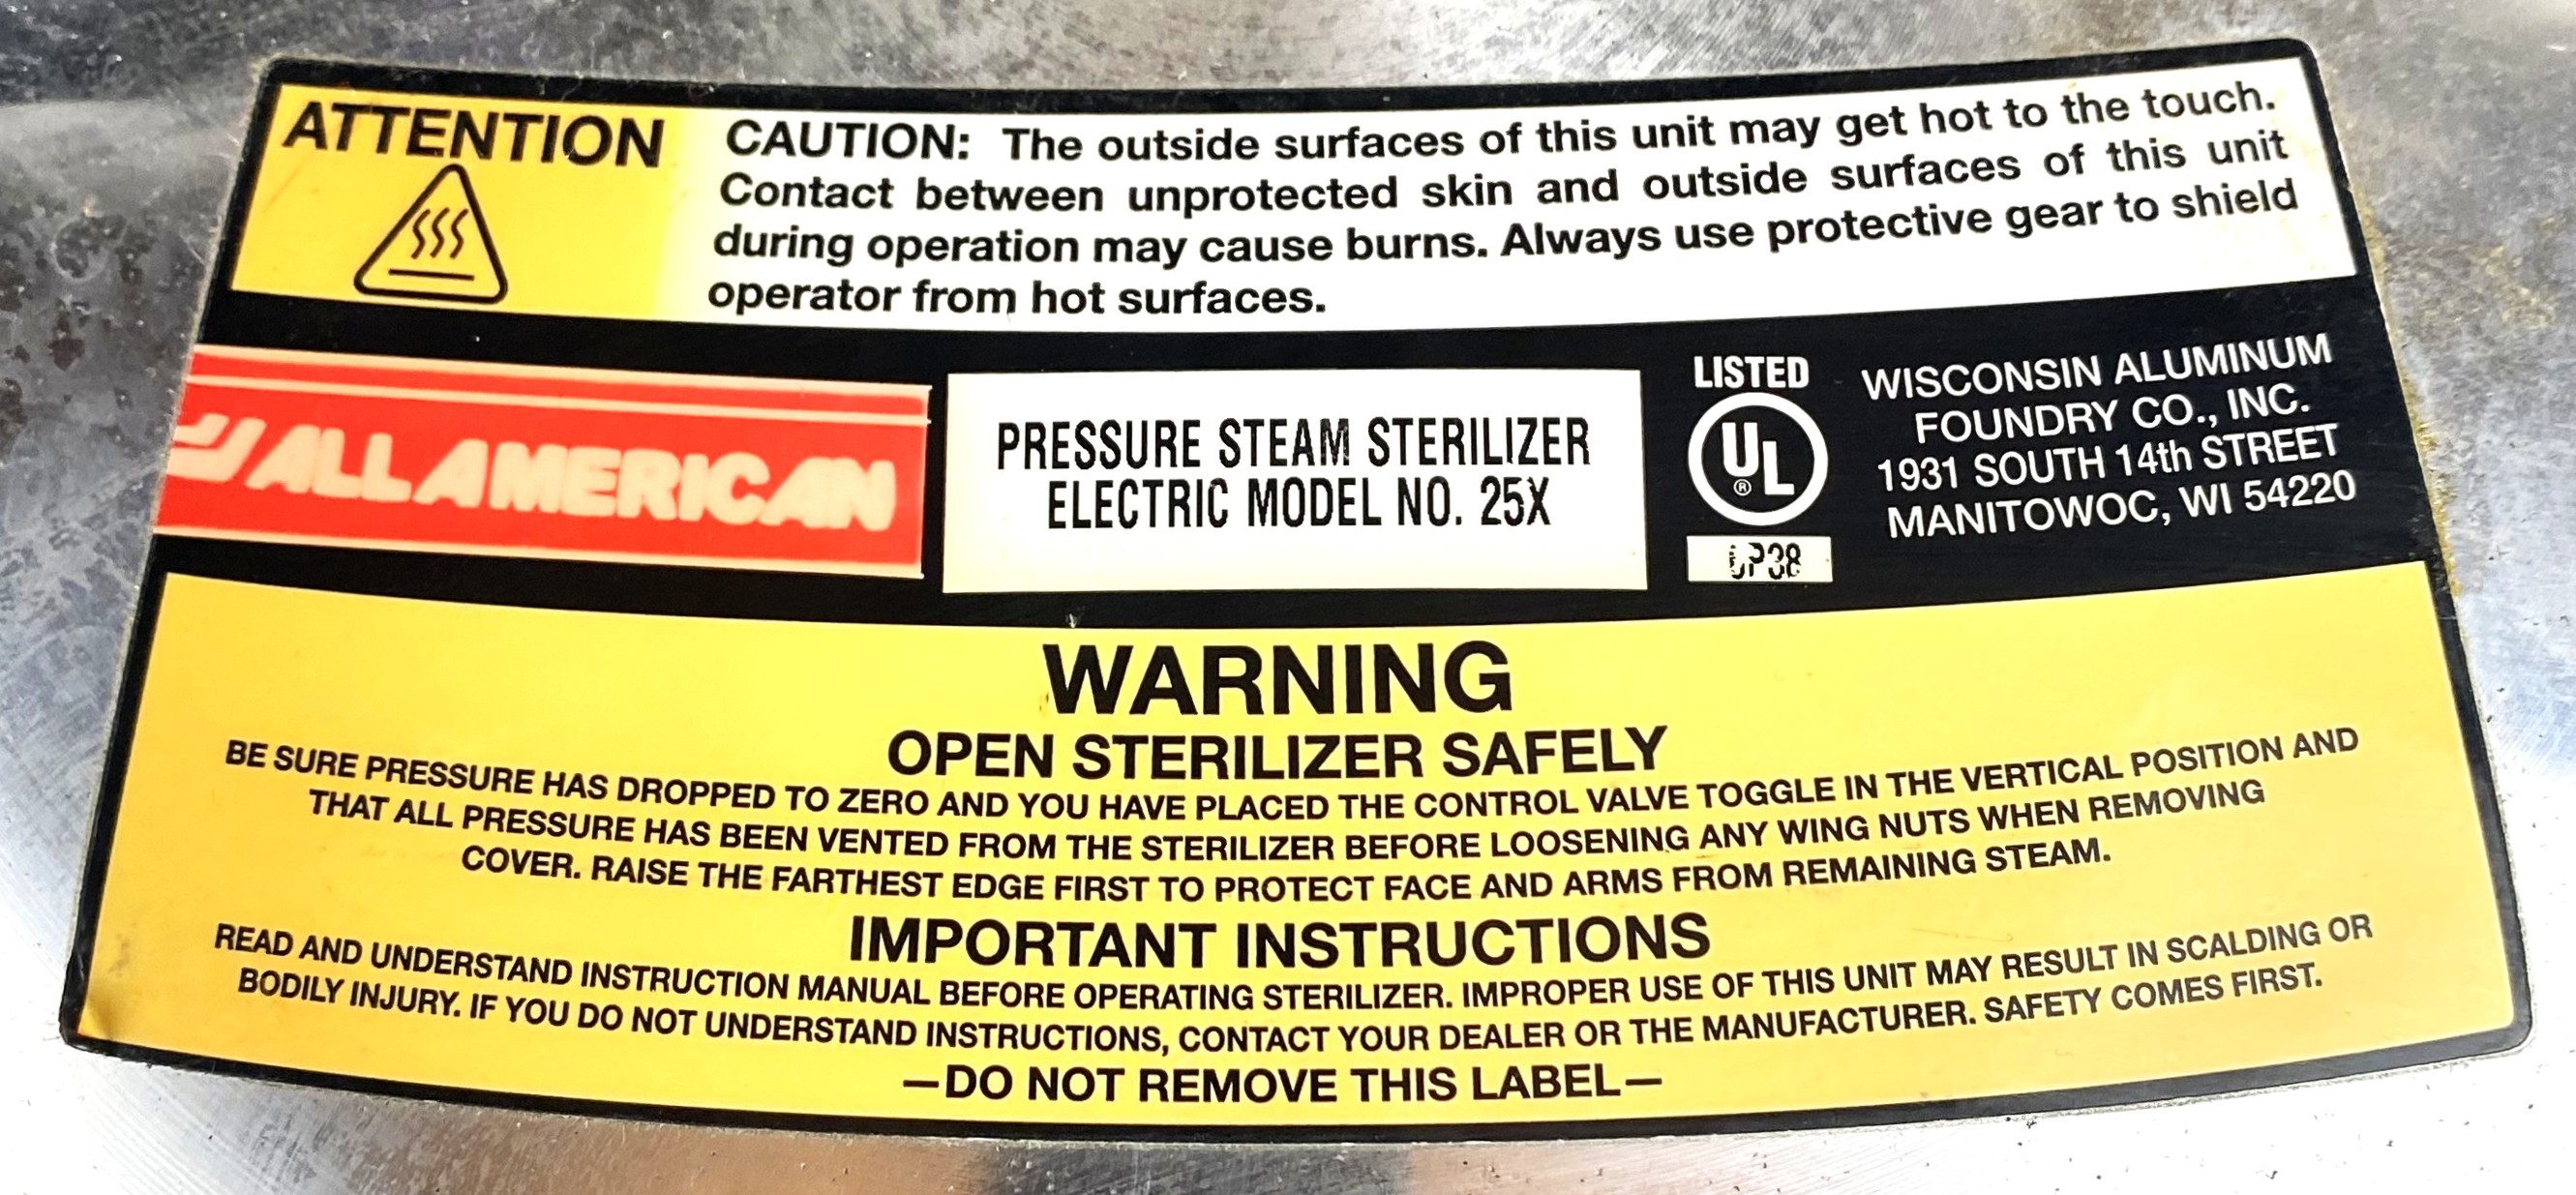 ATTENTION
CAUTION: The outside surfaces of this unit may get hot to the touch.
Contact between unprotected skin and outside surfaces of this unit
during operation may cause burns. Always use protective gear to shield
operator from hot surfaces.
ALL AMERICAN
PRESSURE STEAM STERILIZER
ELECTRIC MODEL NO. 25X
LISTED
UL
®
WISCONSIN ALUMINUM
FOUNDRY CO., INC.
1931 SOUTH 14th STREET
MANITOWOC, WI 54220
WARNING
OPEN STERILIZER SAFELY
BE SURE PRESSURE HAS DROPPED TO ZERO AND YOU HAVE PLACED THE CONTROL VALVE TOGGLE IN THE VERTICAL POSITION AND
THAT ALL PRESSURE HAS BEEN VENTED FROM THE STERILIZER BEFORE LOOSENING ANY WING NUTS WHEN REMOVING
COVER. RAISE THE FARTHEST EDGE FIRST TO PROTECT FACE AND ARMS FROM REMAINING STEAM.
IMPORTANT INSTRUCTIONS
READ AND UNDERSTAND INSTRUCTION MANUAL BEFORE OPERATING STERILIZER. IMPROPER USE OF THIS UNIT MAY RESULT IN SCALDING OR
BODILY INJURY. IF YOU DO NOT UNDERSTAND INSTRUCTIONS, CONTACT YOUR DEALER OR THE MANUFACTURER. SAFETY COMES FIRST.
—DO NOT REMOVE THIS LABEL—